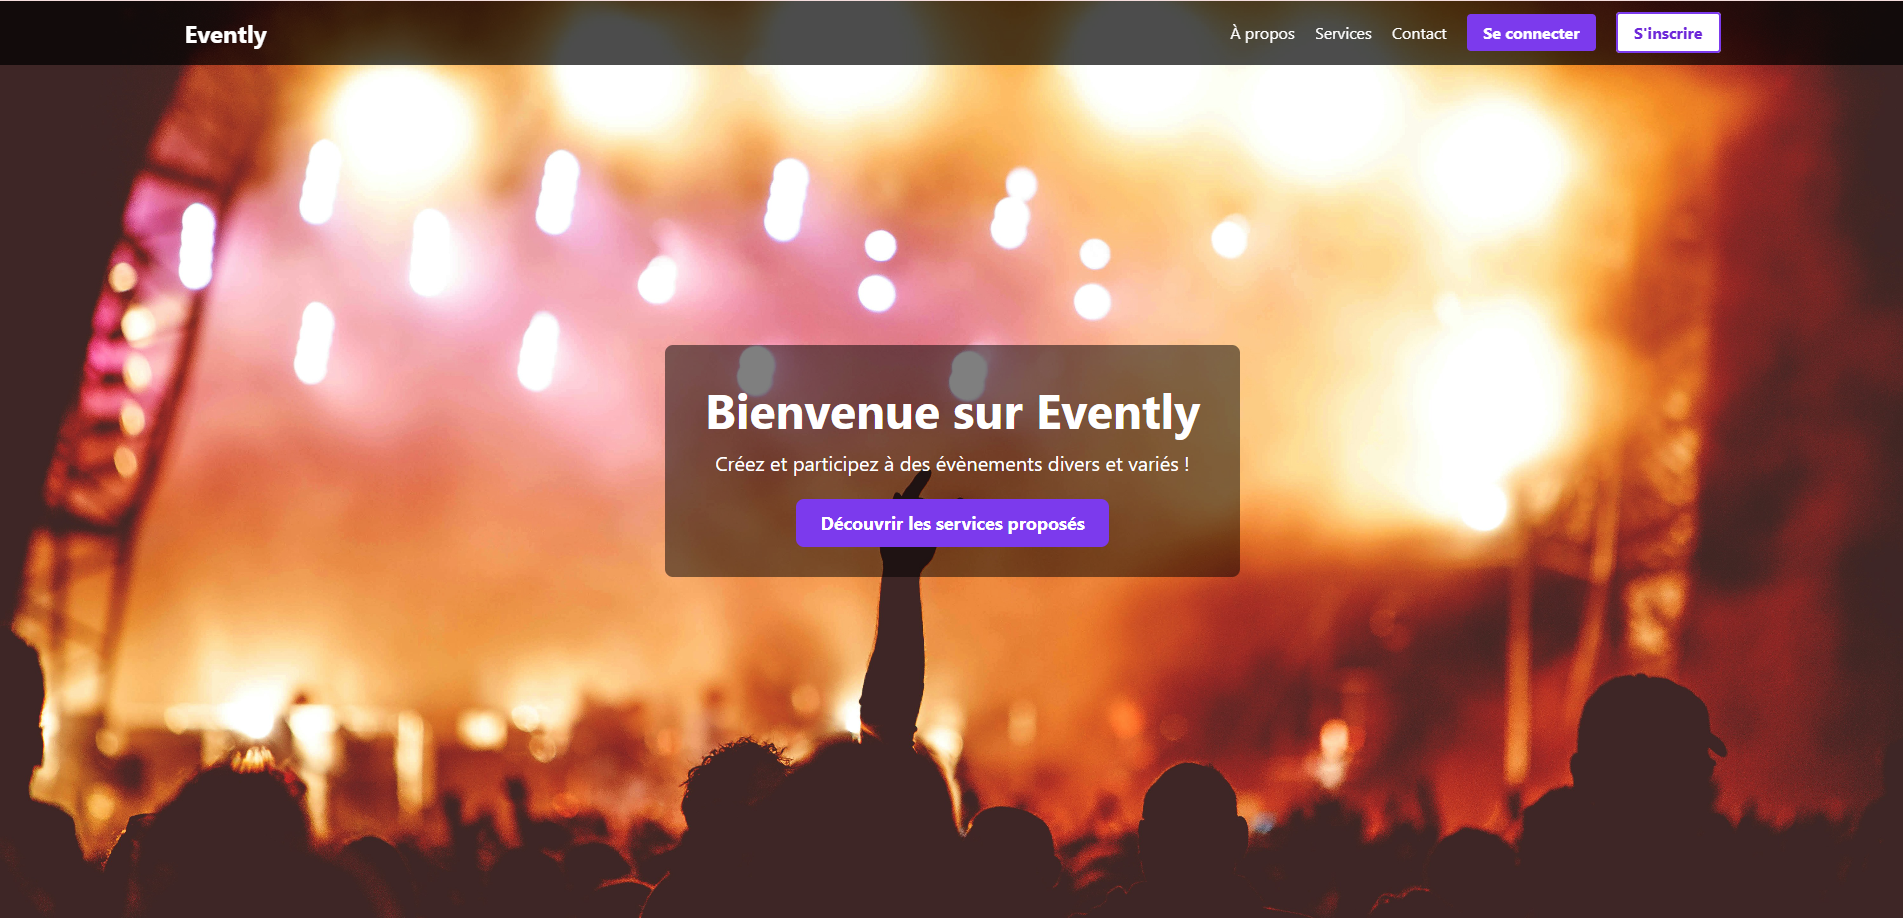 Evently
À propos
Services
Contact
Se connecter
S'inscrire
Bienvenue sur Evently
Créez et participez à des évènements divers et variés !
Découvrir les services proposés